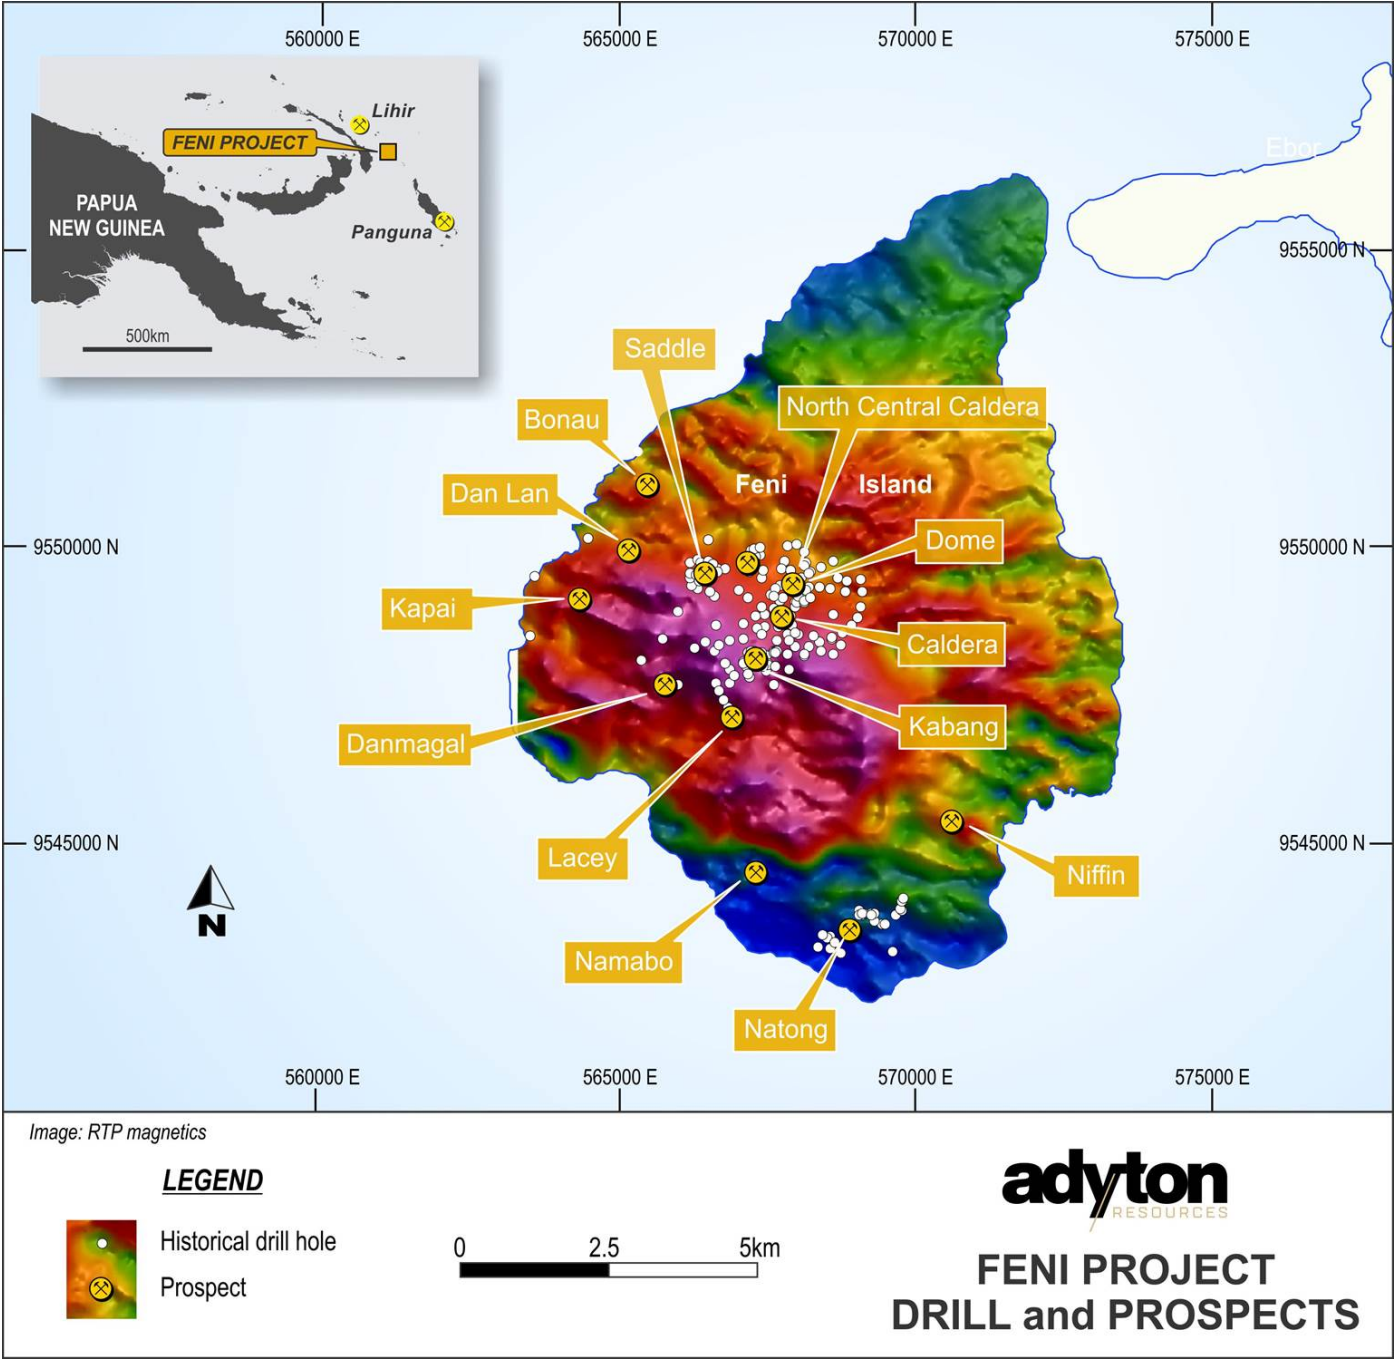 560000 E
565000 E
570000 E
575000 E
Lihir
FENI PROJECT
PAPUA
NEW GUINEA
Panguna
500km
Ebor
9555000 N
Saddle
North Central Caldera
Bonau
Feni Island
Dan Lan
Dome
9550000 N
9550000 N
Kapai
Caldera
Kabang
Danmagal
9545000 N
9545000 N
Lacey
Niffin
N
Namabo
Natong
560000 E
565000 E
570000 E
575000 E
Image: RTP magnetics
LEGEND
Historical drill hole
Prospect
0
2.5
5km
adyton
RESOURCES
FENI PROJECT
DRILL and PROSPECTS